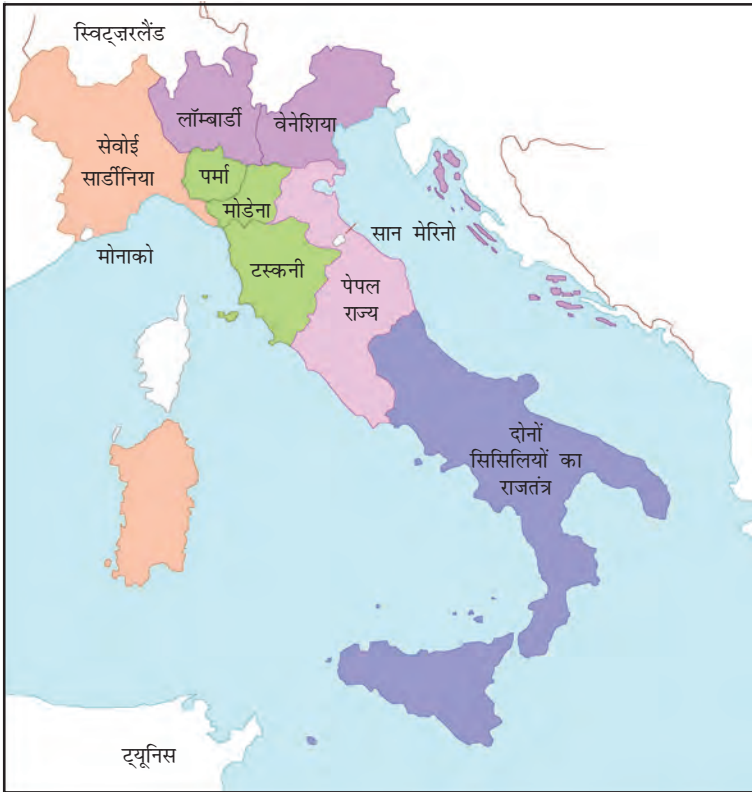 स्विट्ज़रलैंड
लॉम्बार्डी
वेनेशिया
सेवोई
सार्डीनिया
पर्मा
मोडेना
सान मेरिनो
मोनाको
टस्कनी
पेपल
राज्य
दोनों
सिसिलियों का
राजतंत्र
ट्यूनिस